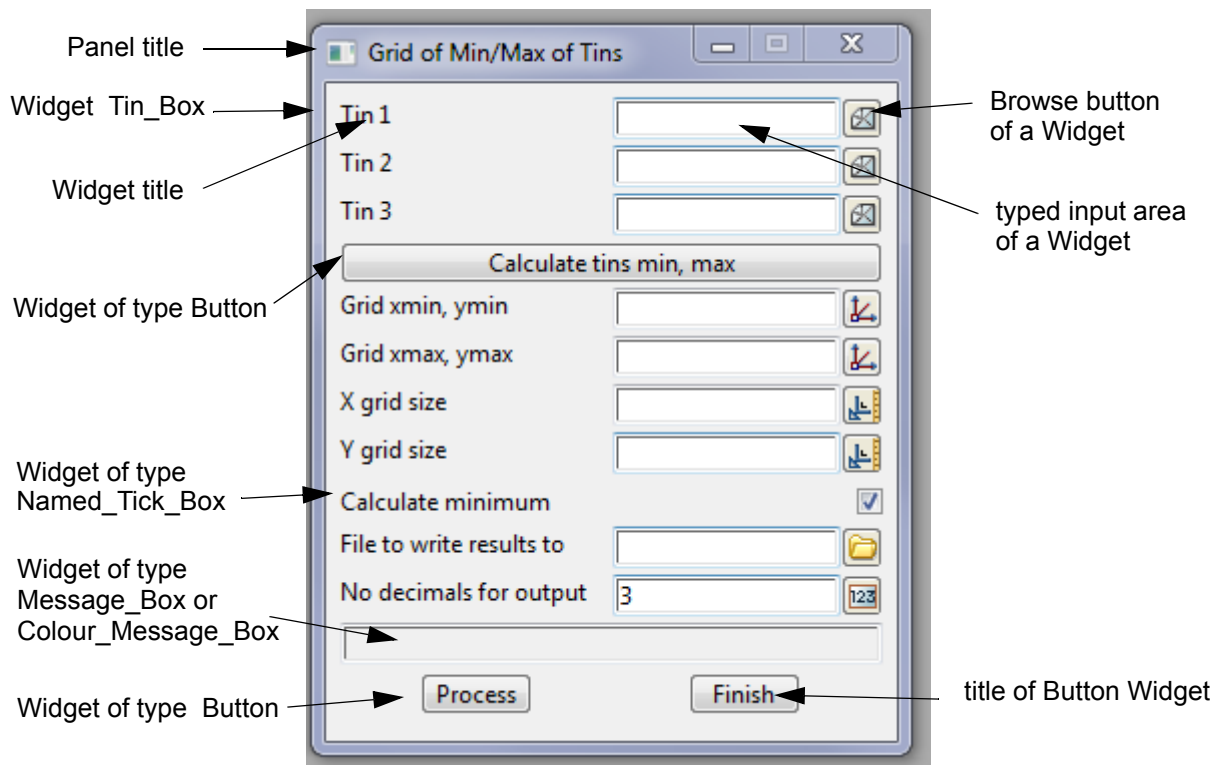 Panel title
Grid of Min/Max of Tins
Widget Tin_Box
Tin 1
Browse button
of a Widget
Widget title
Tin 2
Tin 3
typed input area
of a Widget
Calculate tins min, max
Widget of type Button
Grid xmin, ymin
Grid xmax, ymax
X grid size
Y grid size
Widget of type
Named_Tick_Box
Calculate minimum
File to write results to
Widget of type
Message_Box or
Colour_Message_Box
No decimals for output 3 123
Widget of type Button
Process Finish
title of Button Widget